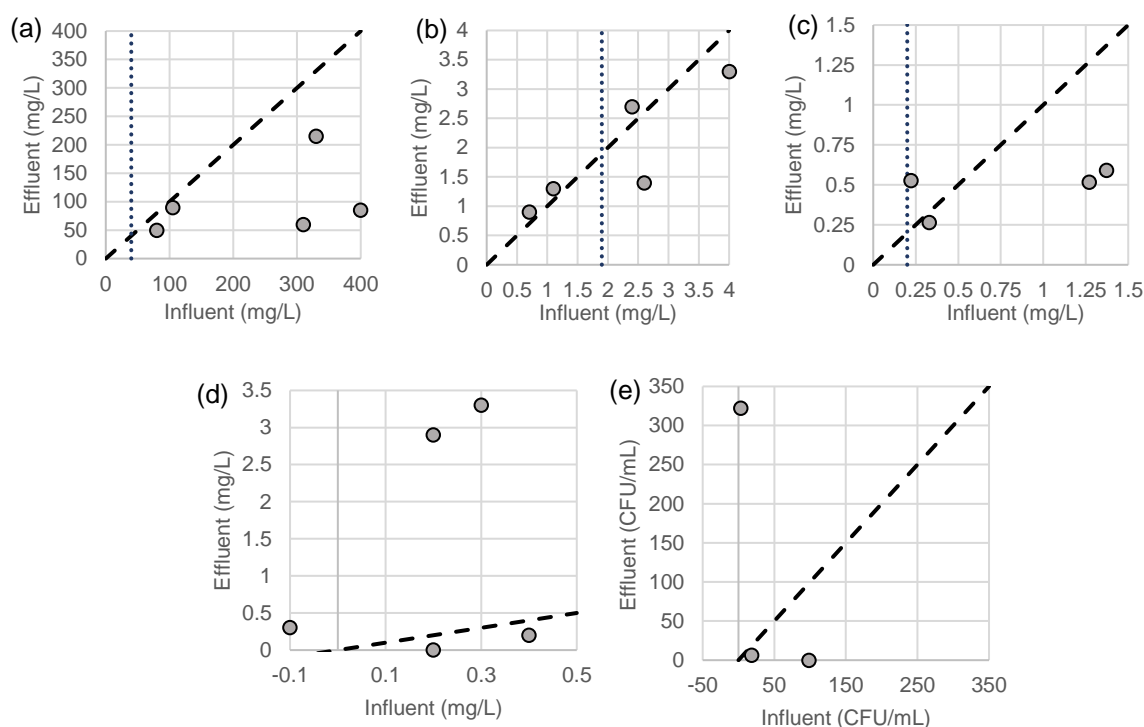 (a)
400
350
300
250
200
150
100
50
0
Effluent (mg/L)
0 100 200 300 400
Influent (mg/L)
(b)
4
3.5
3
2.5
2
1.5
1
0.5
0
Effluent (mg/L)
0 0.5 1 1.5 2 2.5 3 3.5 4
Influent (mg/L)
(c)
1.5
1.25
1
0.75
0.5
0.25
0
Effluent (mg/L)
0 0.25 0.5 0.75 1 1.25 1.5
Influent (mg/L)
(d)
3.5
3
2.5
2
1.5
1
0.5
0
Effluent (mg/L)
-0.1 0.1 0.3 0.5
Influent (mg/L)
(e)
350
300
250
200
150
100
50
0
Effluent (CFU/mL)
-50 50 150 250 350
Influent (CFU/mL)